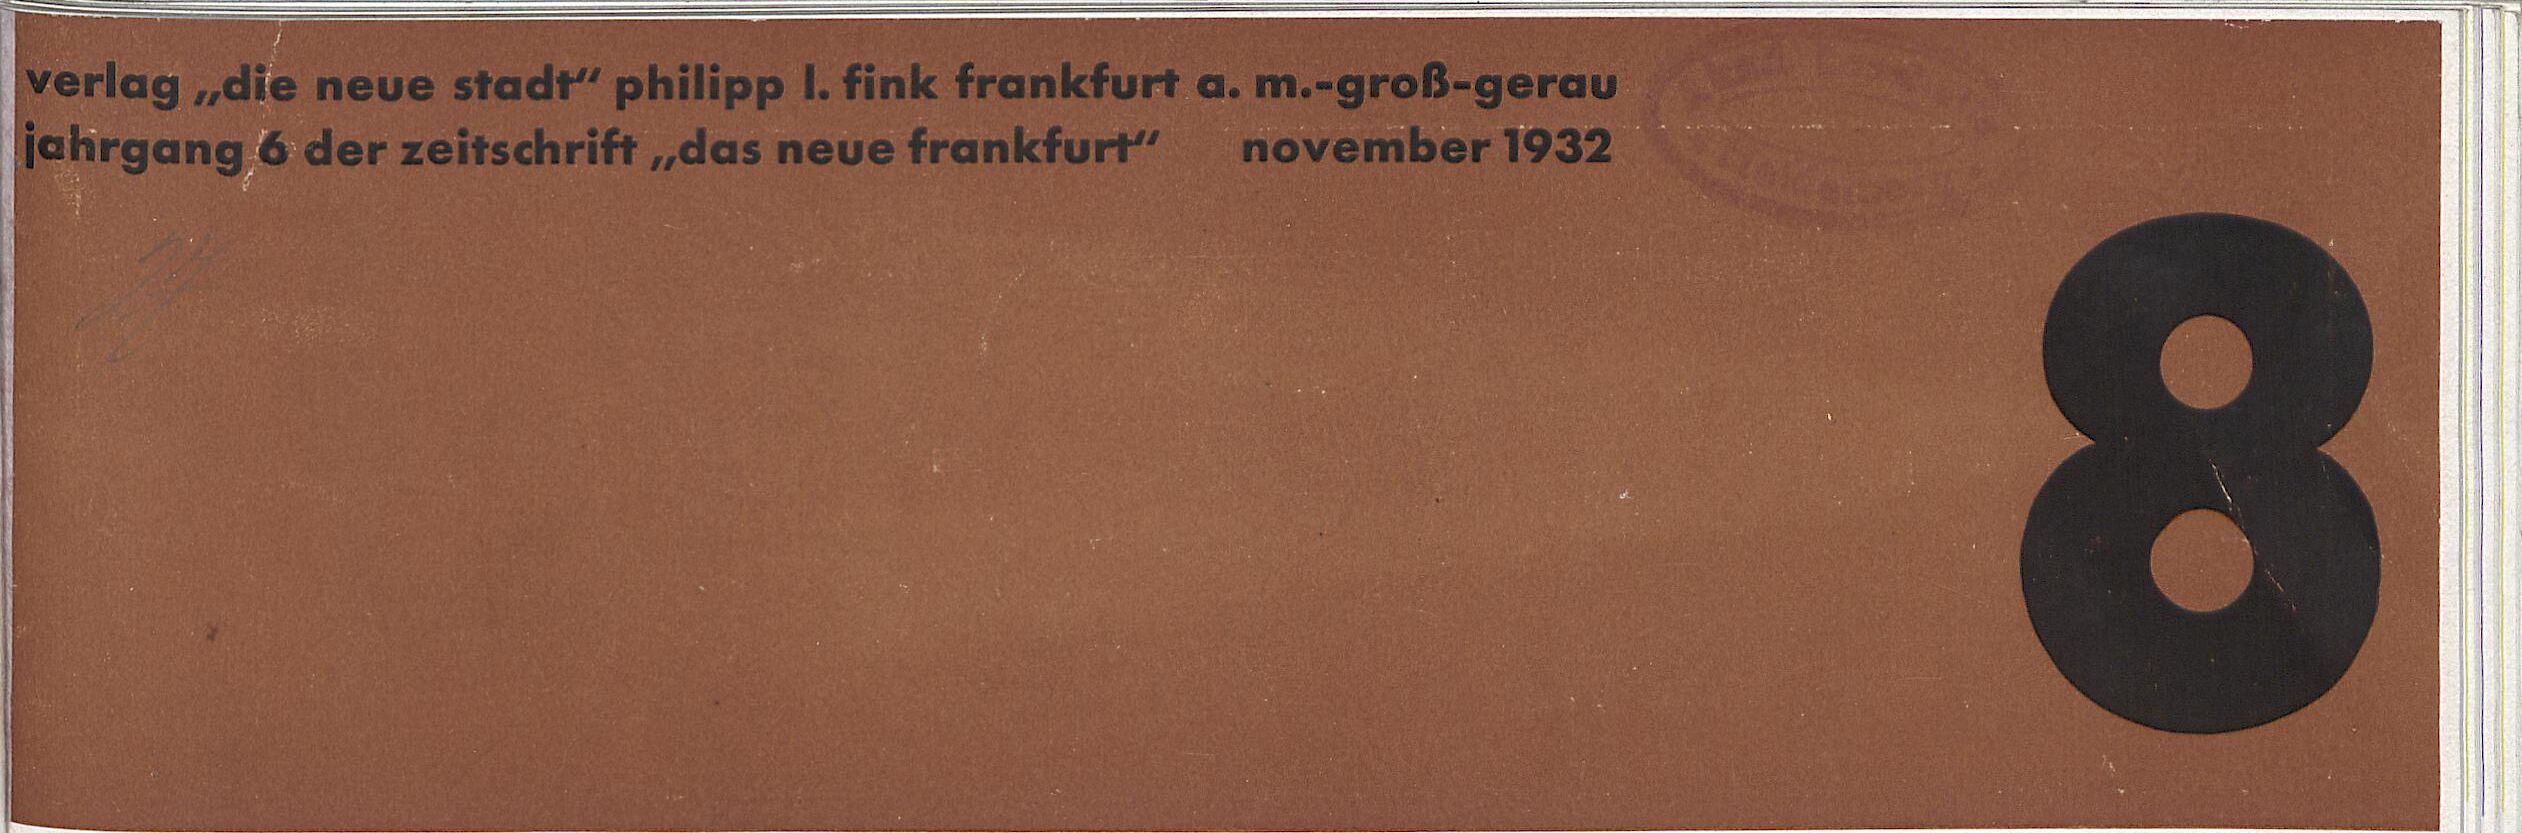 verlag „die neue stadt“ philipp l. fink frankfurt a. m.-groß-gerau
jahrgang 6 der zeitschrift „das neue frankfurt“ november 1932
8